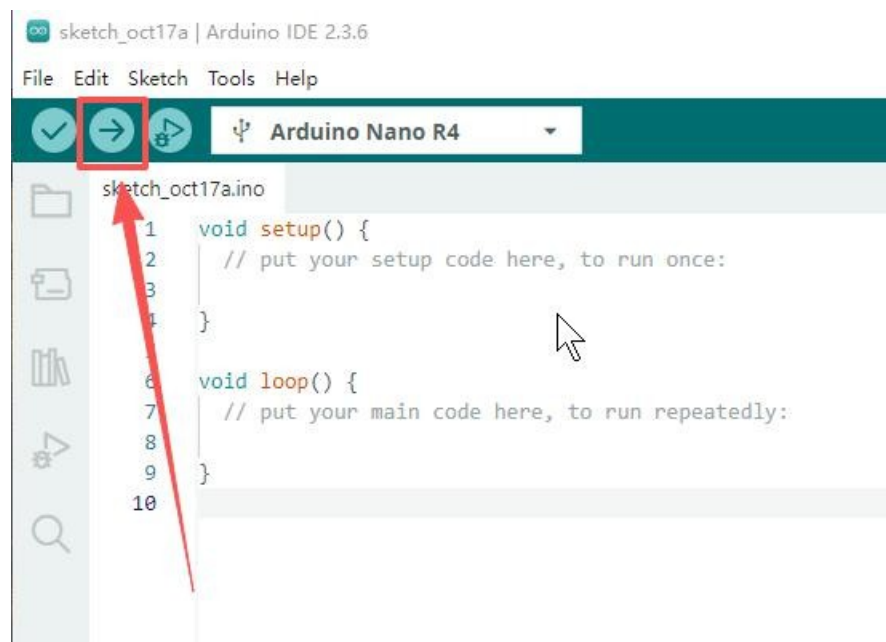 sketch_oct17a | Arduino IDE 2.3.6
File Edit Sketch Tools Help
Arduino Nano R4
sketch_oct17a.ino
1 void setup() {
2 // put your setup code here, to run once:
3
4 }
6 void loop() {
7 // put your main code here, to run repeatedly:
8
9 }
10